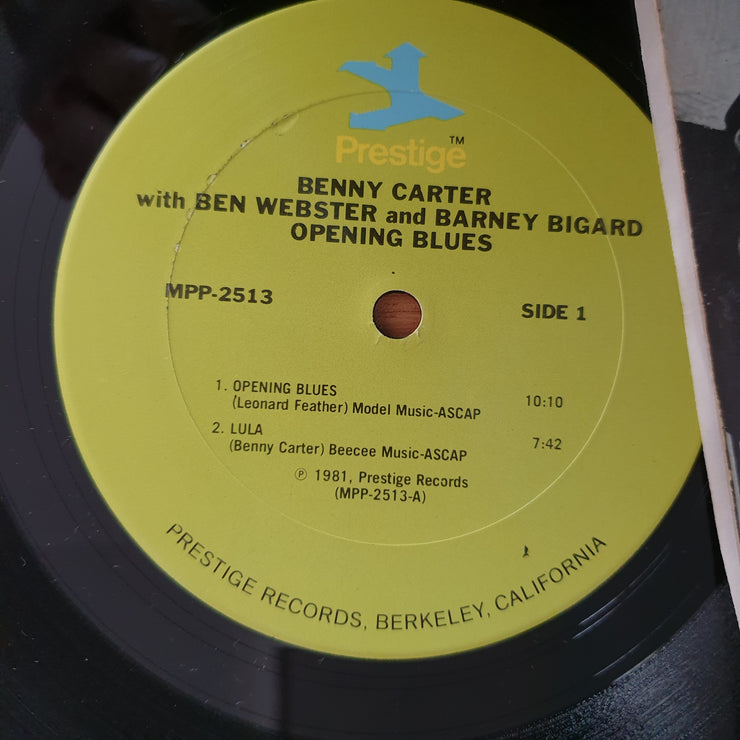 Prestige™
BENNY CARTER
with BEN WEBSTER and BARNEY BIGARD
OPENING BLUES
MPP-2513
SIDE 1
1. OPENING BLUES 10:10
(Leonard Feather) Model Music-ASCAP
2. LULA 7:42
(Benny Carter) Beecee Music-ASCAP
℗ 1981, Prestige Records
(MPP-2513-A)
PRESTIGE RECORDS, BERKELEY, CALIFORNIA